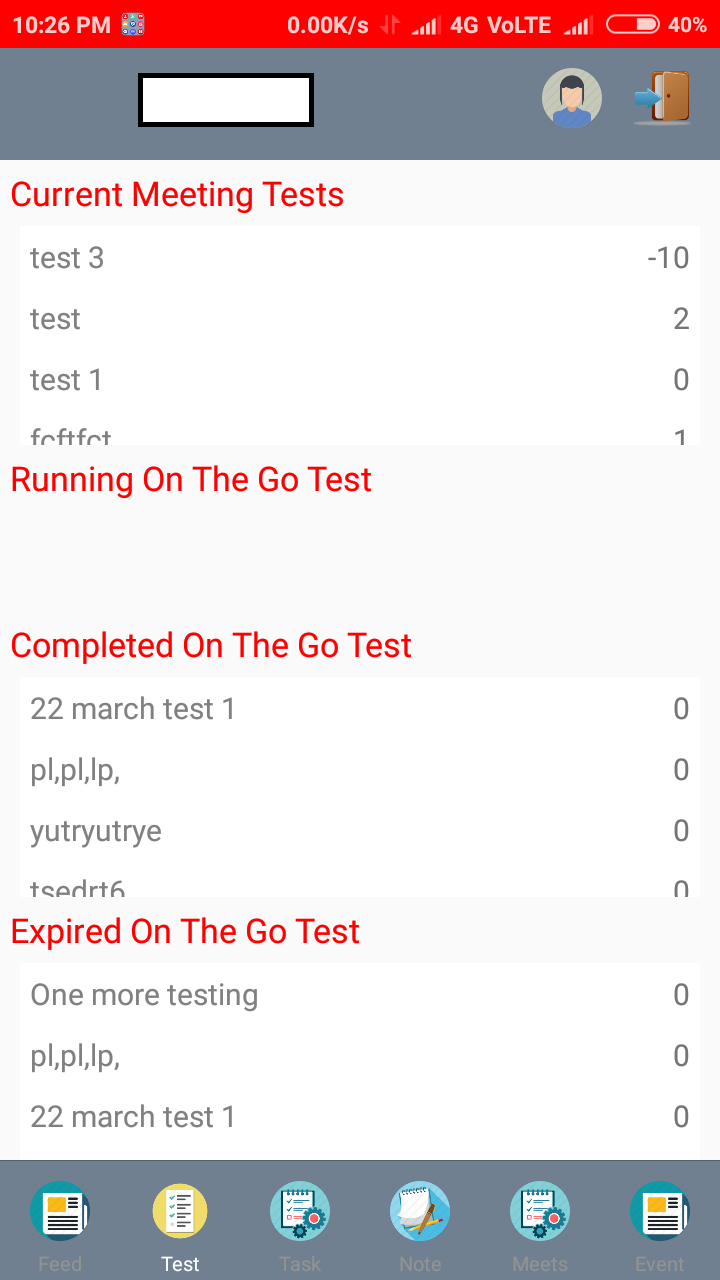 10:26 PM 0.00K/s 4G VoLTE 40%
Current Meeting Tests
test 3 -10
test 2
test 1 0
fcftfct 1
Running On The Go Test
Completed On The Go Test
22 march test 1 0
pl,pl,lp, 0
yutryutrye 0
tsedrt6 0
Expired On The Go Test
One more testing 0
pl,pl,lp, 0
22 march test 1 0
Feed Test Task Note Meets Event